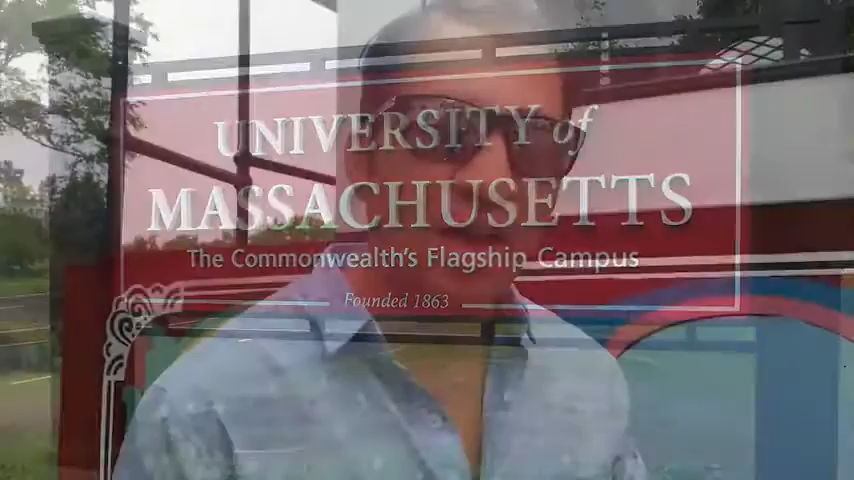 UNIVERSITY of
MASSACHUSETTS
The Commonwealth's Flagship Campus
Founded 1863